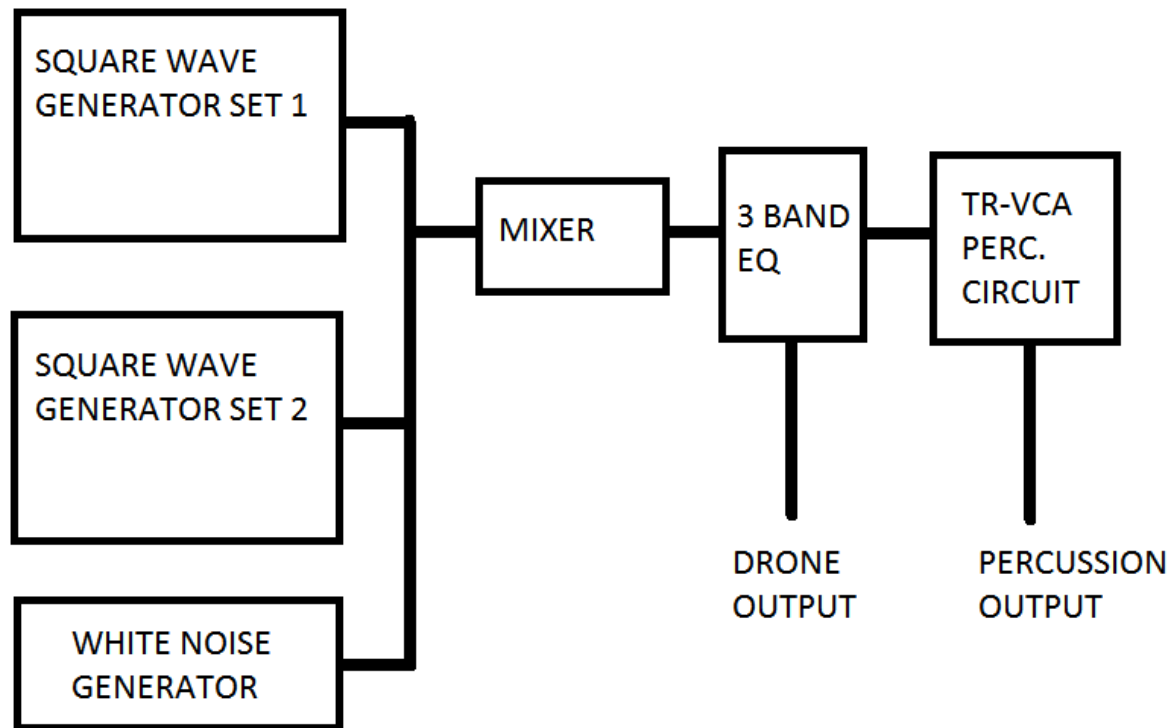 SQUARE WAVE
GENERATOR SET 1
SQUARE WAVE
GENERATOR SET 2
WHITE NOISE
GENERATOR
MIXER
3 BAND
EQ
TR-VCA
PERC.
CIRCUIT
DRONE
OUTPUT
PERCUSSION
OUTPUT